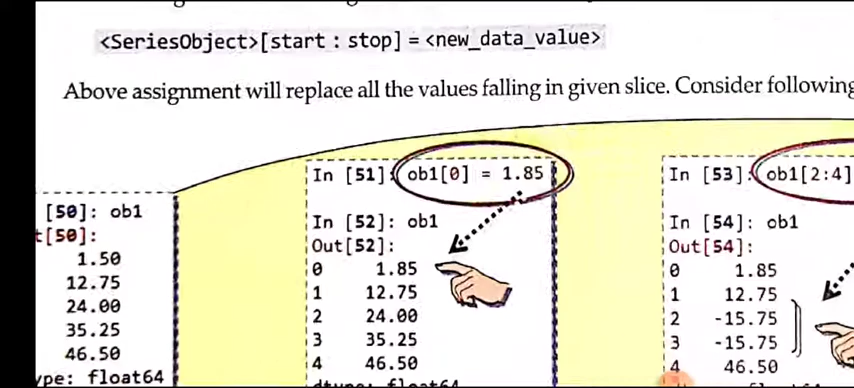 <SeriesObject>[start : stop] = <new_data_value>
Above assignment will replace all the values falling in given slice. Consider following
[50]: ob1
t[50]:
1.50
12.75
24.00
35.25
46.50
ype: float64
In [51]: ob1[0] = 1.85
In [52]: ob1
Out[52]:
0 1.85
1 12.75
2 24.00
3 35.25
4 46.50
dtype: float64
In [53]: ob1[2:4]
In [54]: ob1
Out[54]:
0 1.85
1 12.75
2 -15.75
3 -15.75
4 46.50